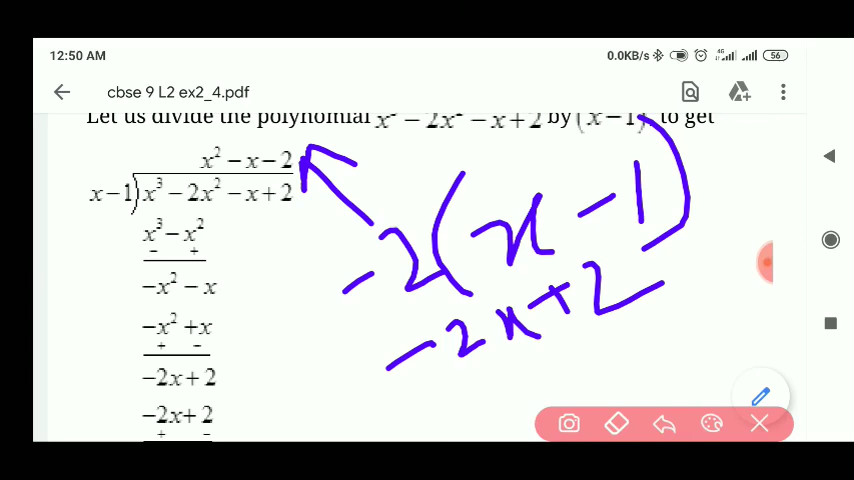 12:50 AM 0.0KB/s 4G 56
cbse 9 L2 ex2_4.pdf
Let us divide the polynomial x³ − 2x² − x + 2 by (x−1), to get
x² − x − 2
x−1)x³ − 2x² − x + 2
x³ − x²
− +
−x² − x
−x² + x
+ −
−2x + 2
−2x + 2
+ −
−2(x − 1)
−2x + 2